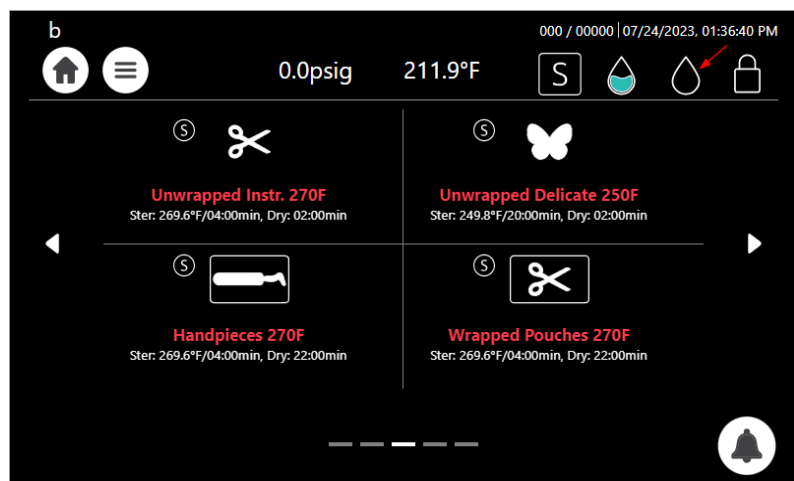 b
000 / 00000 | 07/24/2023, 01:36:40 PM
0.0psig 211.9°F S
S S
Unwrapped Instr. 270F
Ster: 269.6°F/04:00min, Dry: 02:00min
Unwrapped Delicate 250F
Ster: 249.8°F/20:00min, Dry: 02:00min
S S
Handpieces 270F
Ster: 269.6°F/04:00min, Dry: 22:00min
Wrapped Pouches 270F
Ster: 269.6°F/04:00min, Dry: 22:00min